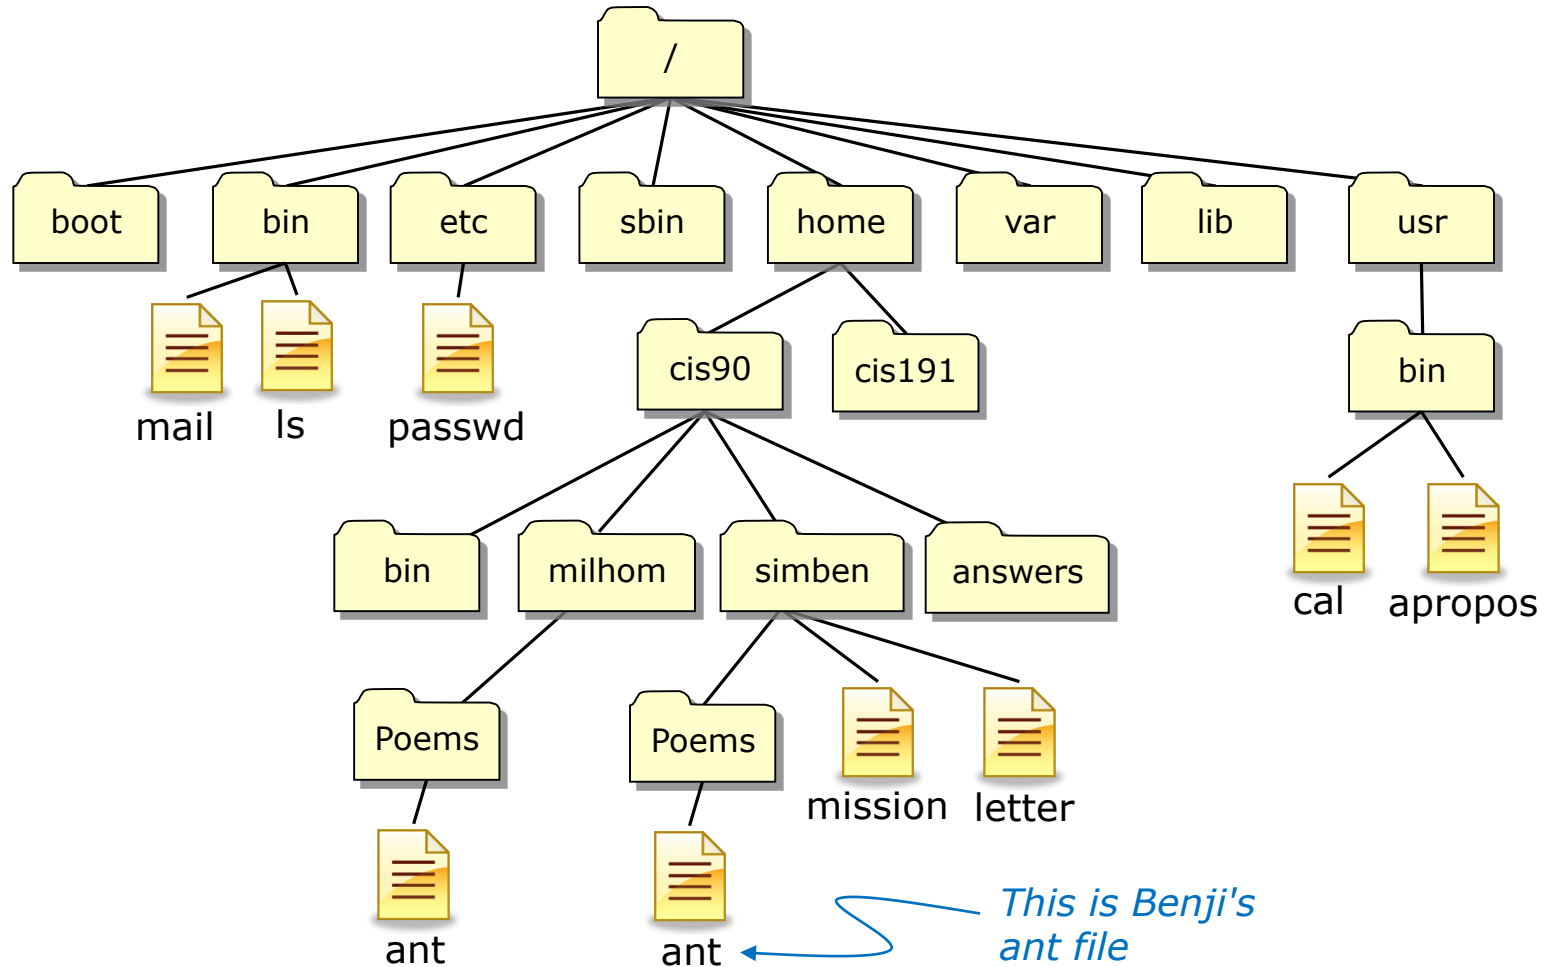 /
boot
bin
etc
sbin
home
var
lib
usr
mail
ls
passwd
cis90
cis191
bin
bin
milhom
simben
answers
cal
apropos
Poems
Poems
mission
letter
ant
ant
This is Benji's
ant file